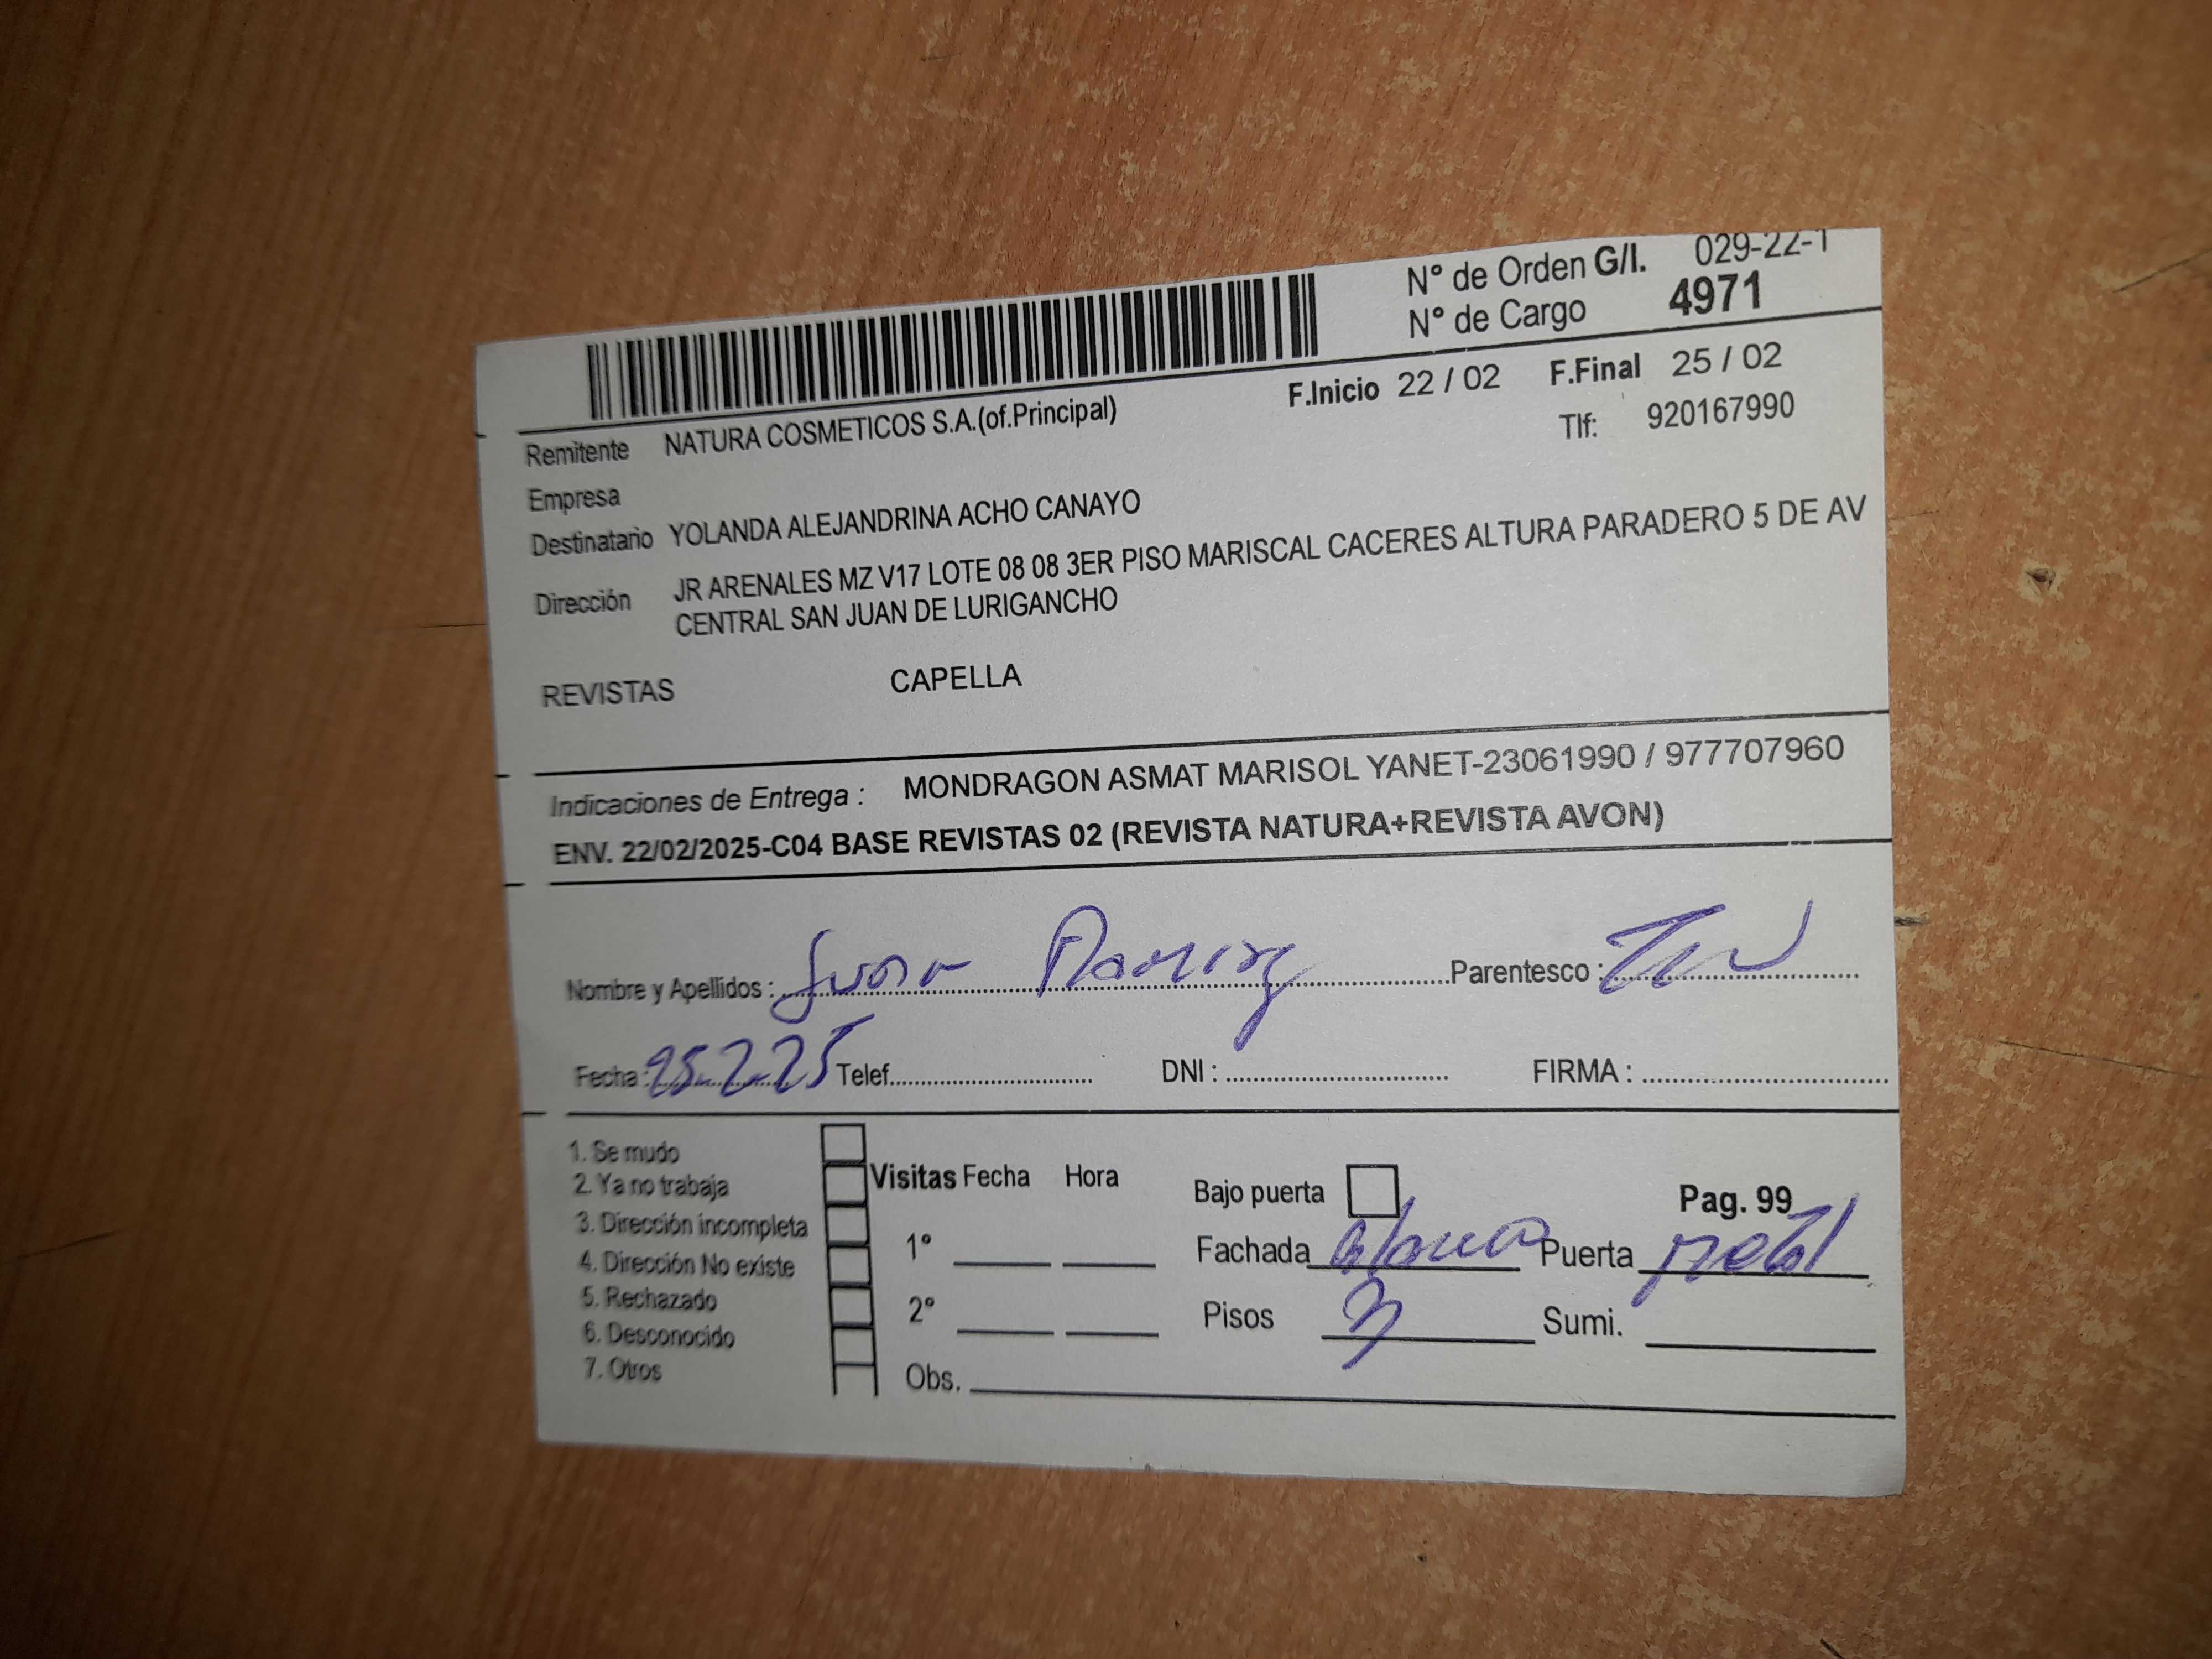 N° de Orden G/I. 029-22-1
N° de Cargo 4971
F.Inicio 22 / 02 F.Final 25 / 02
Remitente NATURA COSMETICOS S.A.(of.Principal) Tlf: 920167990
Empresa
Destinatario YOLANDA ALEJANDRINA ACHO CANAYO
Dirección JR ARENALES MZ V17 LOTE 08 08 3ER PISO MARISCAL CACERES ALTURA PARADERO 5 DE AV
CENTRAL SAN JUAN DE LURIGANCHO
REVISTAS CAPELLA
Indicaciones de Entrega : MONDRAGON ASMAT MARISOL YANET-23061990 / 977707960
ENV. 22/02/2025-C04 BASE REVISTAS 02 (REVISTA NATURA+REVISTA AVON)
Nombre y Apellidos : Parentesco :
Fecha : 25.2.25 Telef. DNI : FIRMA :
1. Se mudo
2. Ya no trabaja
3. Dirección incompleta
4. Dirección No existe
5. Rechazado
6. Desconocido
7. Otros
Visitas Fecha Hora
1°
2°
Obs.
Bajo puerta Pag. 99
Fachada blanco Puerta metal
Pisos 3 Sumi.